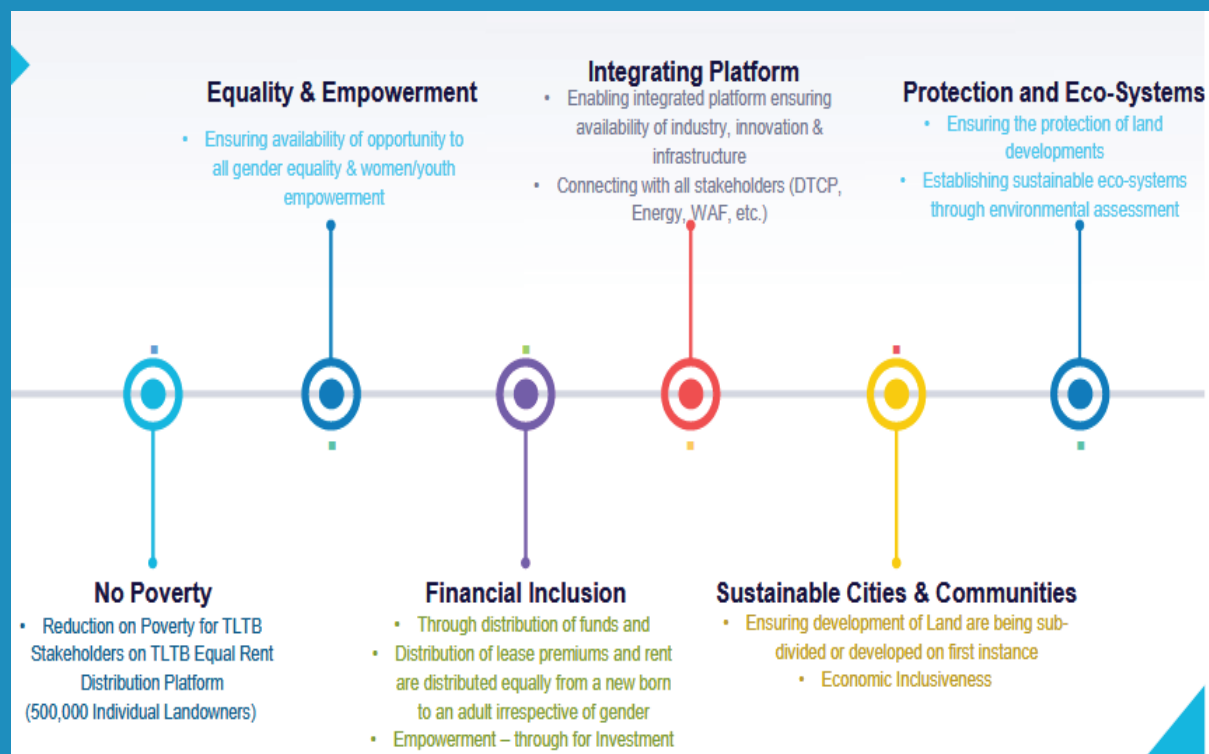 Equality & Empowerment
• Ensuring availability of opportunity to
all gender equality & women/youth
empowerment
Integrating Platform
• Enabling integrated platform ensuring
availability of industry, innovation &
infrastructure
• Connecting with all stakeholders (DTCP,
Energy, WAF, etc.)
Protection and Eco-Systems
• Ensuring the protection of land
developments
• Establishing sustainable eco-systems
through environmental assessment
No Poverty
• Reduction on Poverty for TLTB
Stakeholders on TLTB Equal Rent
Distribution Platform
(500,000 Individual Landowners)
Financial Inclusion
• Through distribution of funds and
• Distribution of lease premiums and rent
are distributed equally from a new born
to an adult irrespective of gender
• Empowerment – through for Investment
Sustainable Cities & Communities
• Ensuring development of Land are being sub-
divided or developed on first instance
• Economic Inclusiveness